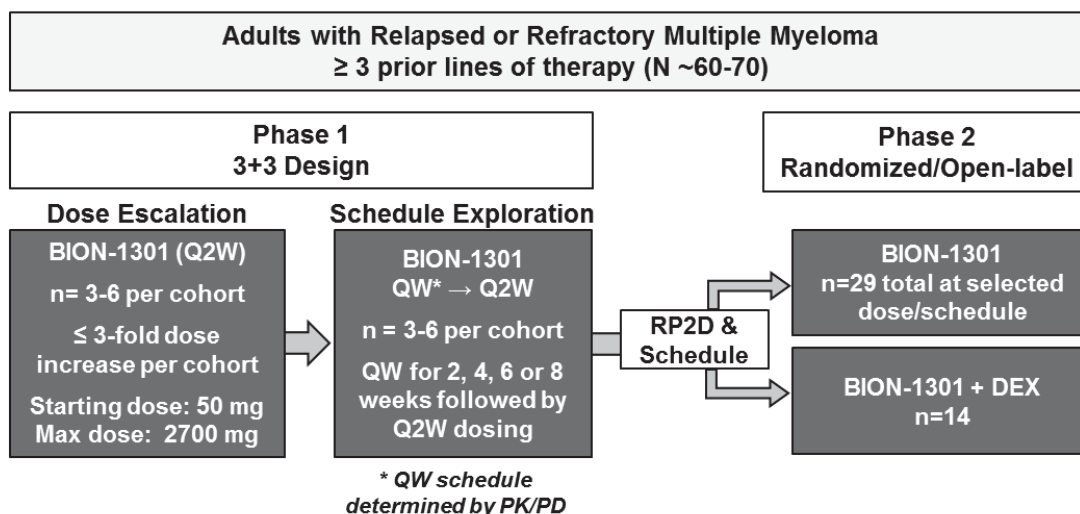 Adults with Relapsed or Refractory Multiple Myeloma
≥ 3 prior lines of therapy (N ~60-70)
Phase 1
3+3 Design
Phase 2
Randomized/Open-label
Dose Escalation
BION-1301 (Q2W)
n= 3-6 per cohort
≤ 3-fold dose
increase per cohort
Starting dose: 50 mg
Max dose: 2700 mg
Schedule Exploration
BION-1301
QW* → Q2W
n = 3-6 per cohort
QW for 2, 4, 6 or 8
weeks followed by
Q2W dosing
* QW schedule
determined by PK/PD
RP2D &
Schedule
BION-1301
n=29 total at selected
dose/schedule
BION-1301 + DEX
n=14